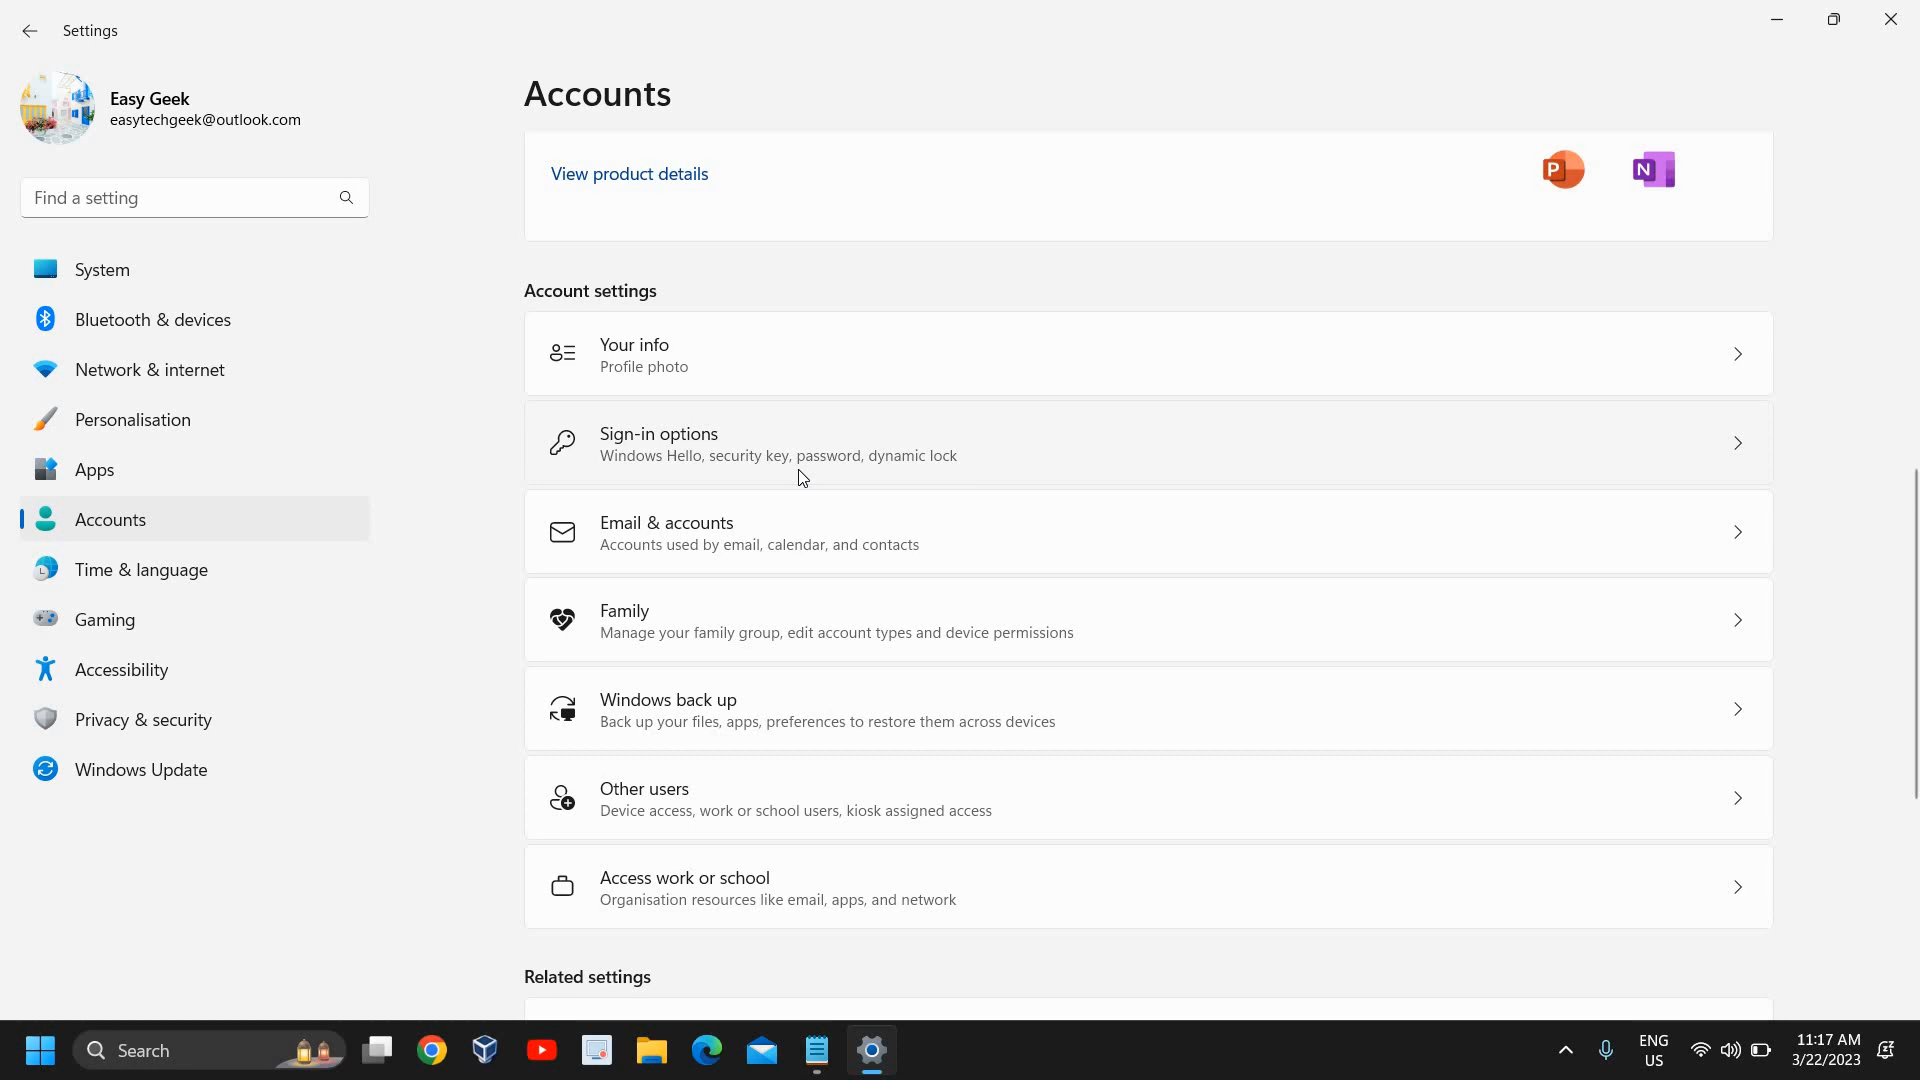 Settings
Easy Geek
easytechgeek@outlook.com
Find a setting
System
Bluetooth & devices
Network & internet
Personalisation
Apps
Accounts
Time & language
Gaming
Accessibility
Privacy & security
Windows Update
Accounts
View product details
P
N
Account settings
Your info
Profile photo
Sign-in options
Windows Hello, security key, password, dynamic lock
Email & accounts
Accounts used by email, calendar, and contacts
Family
Manage your family group, edit account types and device permissions
Windows back up
Back up your files, apps, preferences to restore them across devices
Other users
Device access, work or school users, kiosk assigned access
Access work or school
Organisation resources like email, apps, and network
Related settings
Search
ENG
US
11:17 AM
3/22/2023